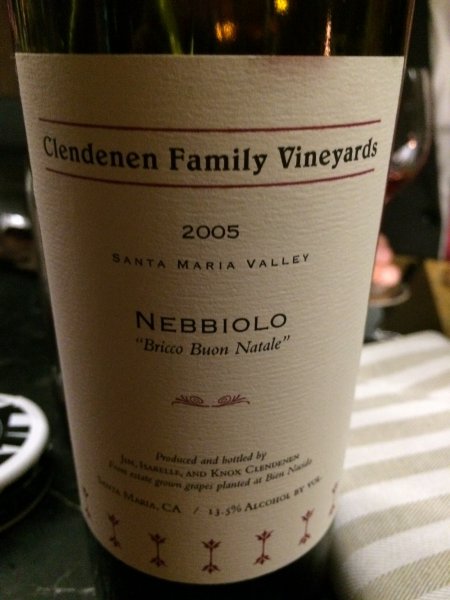 Clendenen Family Vineyards
2005
SANTA MARIA VALLEY
NEBBIOLO
"Bricco Buon Natale"
Produced and bottled by
JIM, ISABELLE, AND KNOX CLENDENEN
From estate grown grapes planted at Bien Nacido
SANTA MARIA, CA / 13.5% ALCOHOL BY VOL.